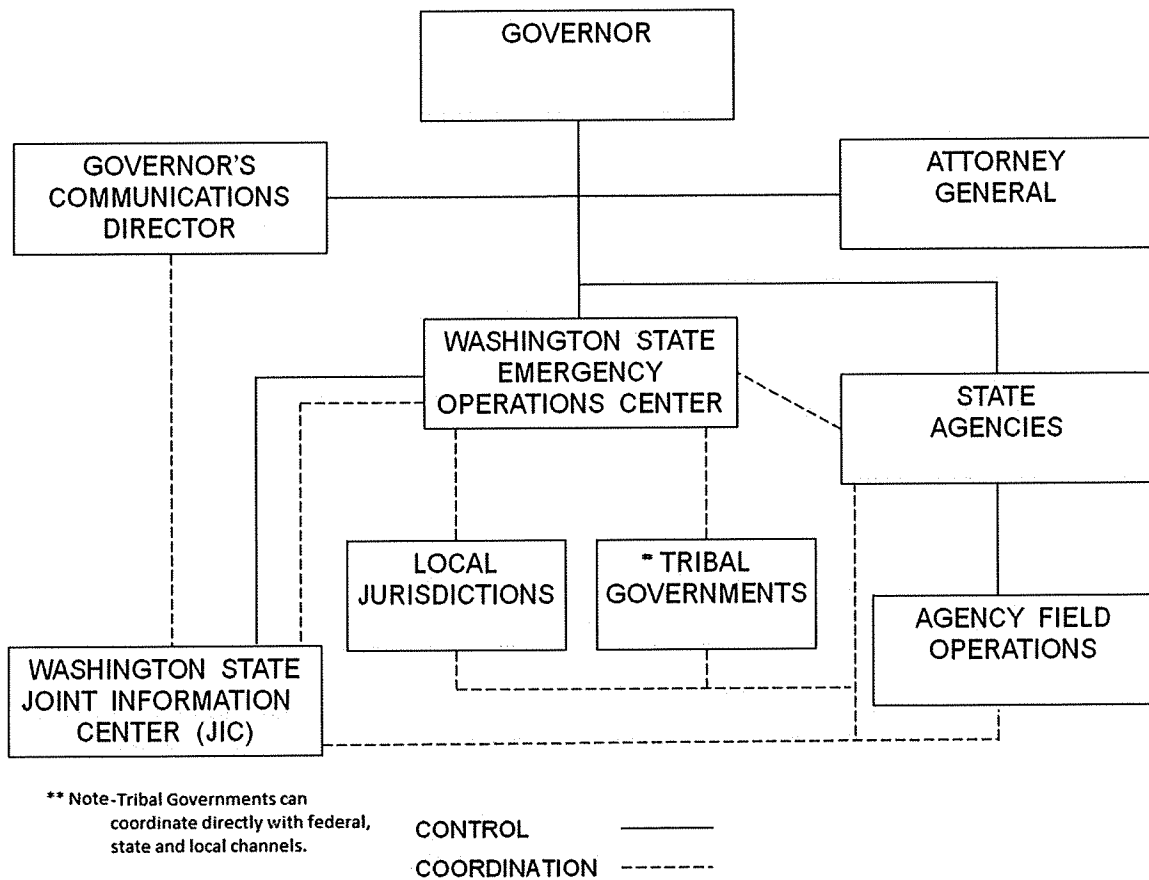 GOVERNOR
GOVERNOR'S
COMMUNICATIONS
DIRECTOR
ATTORNEY
GENERAL
WASHINGTON STATE
EMERGENCY
OPERATIONS CENTER
STATE
AGENCIES
LOCAL
JURISDICTIONS
* TRIBAL
GOVERNMENTS
AGENCY FIELD
OPERATIONS
WASHINGTON STATE
JOINT INFORMATION
CENTER (JIC)
** Note-Tribal Governments can
coordinate directly with federal,
state and local channels.
CONTROL
COORDINATION